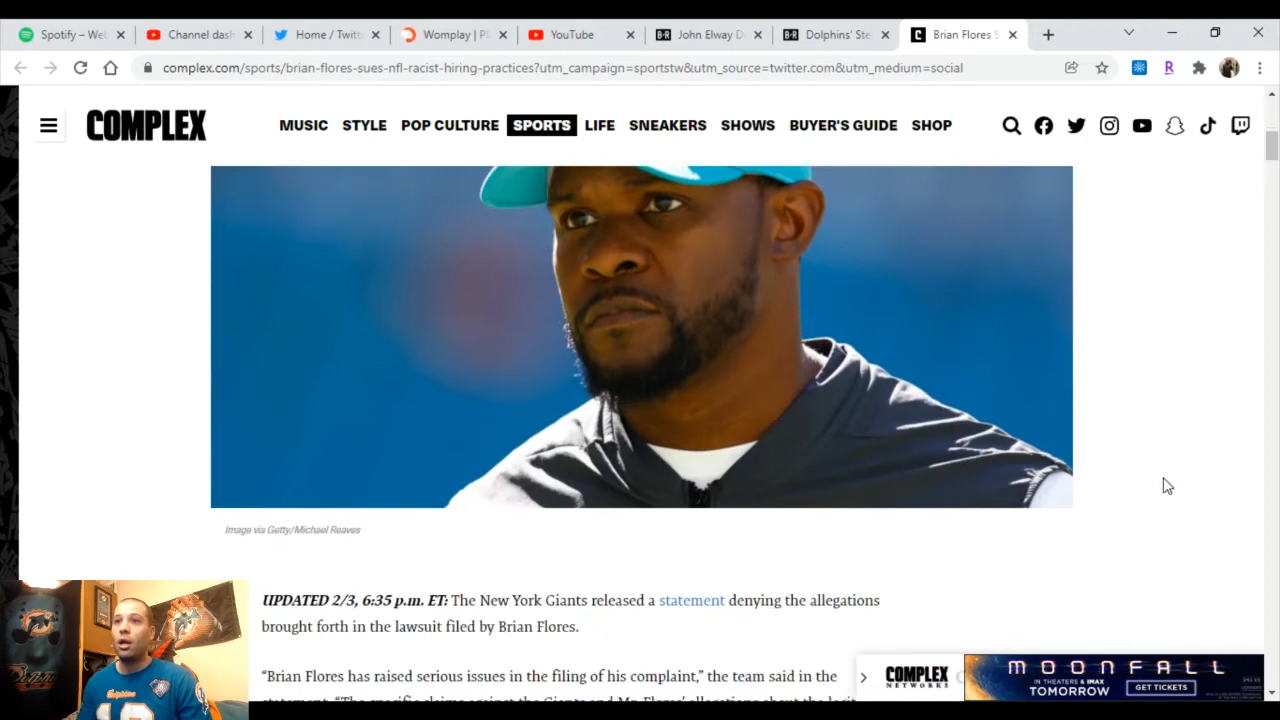 Spotify – Web
Channel dash
Home / Twitte
Womplay | Pl
YouTube
John Elway D
Dolphins' Ste
Brian Flores S
complex.com/sports/brian-flores-sues-nfl-racist-hiring-practices?utm_campaign=sportstw&utm_source=twitter.com&utm_medium=social
COMPLEX MUSIC STYLE POP CULTURE SPORTS LIFE SNEAKERS SHOWS BUYER'S GUIDE SHOP
Image via Getty/Michael Reaves
UPDATED 2/3, 6:35 p.m. ET: The New York Giants released a statement denying the allegations
brought forth in the lawsuit filed by Brian Flores.
“Brian Flores has raised serious issues in the filing of his complaint,” the team said in the
COMPLEX
NETWORKS
MOONFALL
IN THEATERS & IMAX
TOMORROW
GET TICKETS